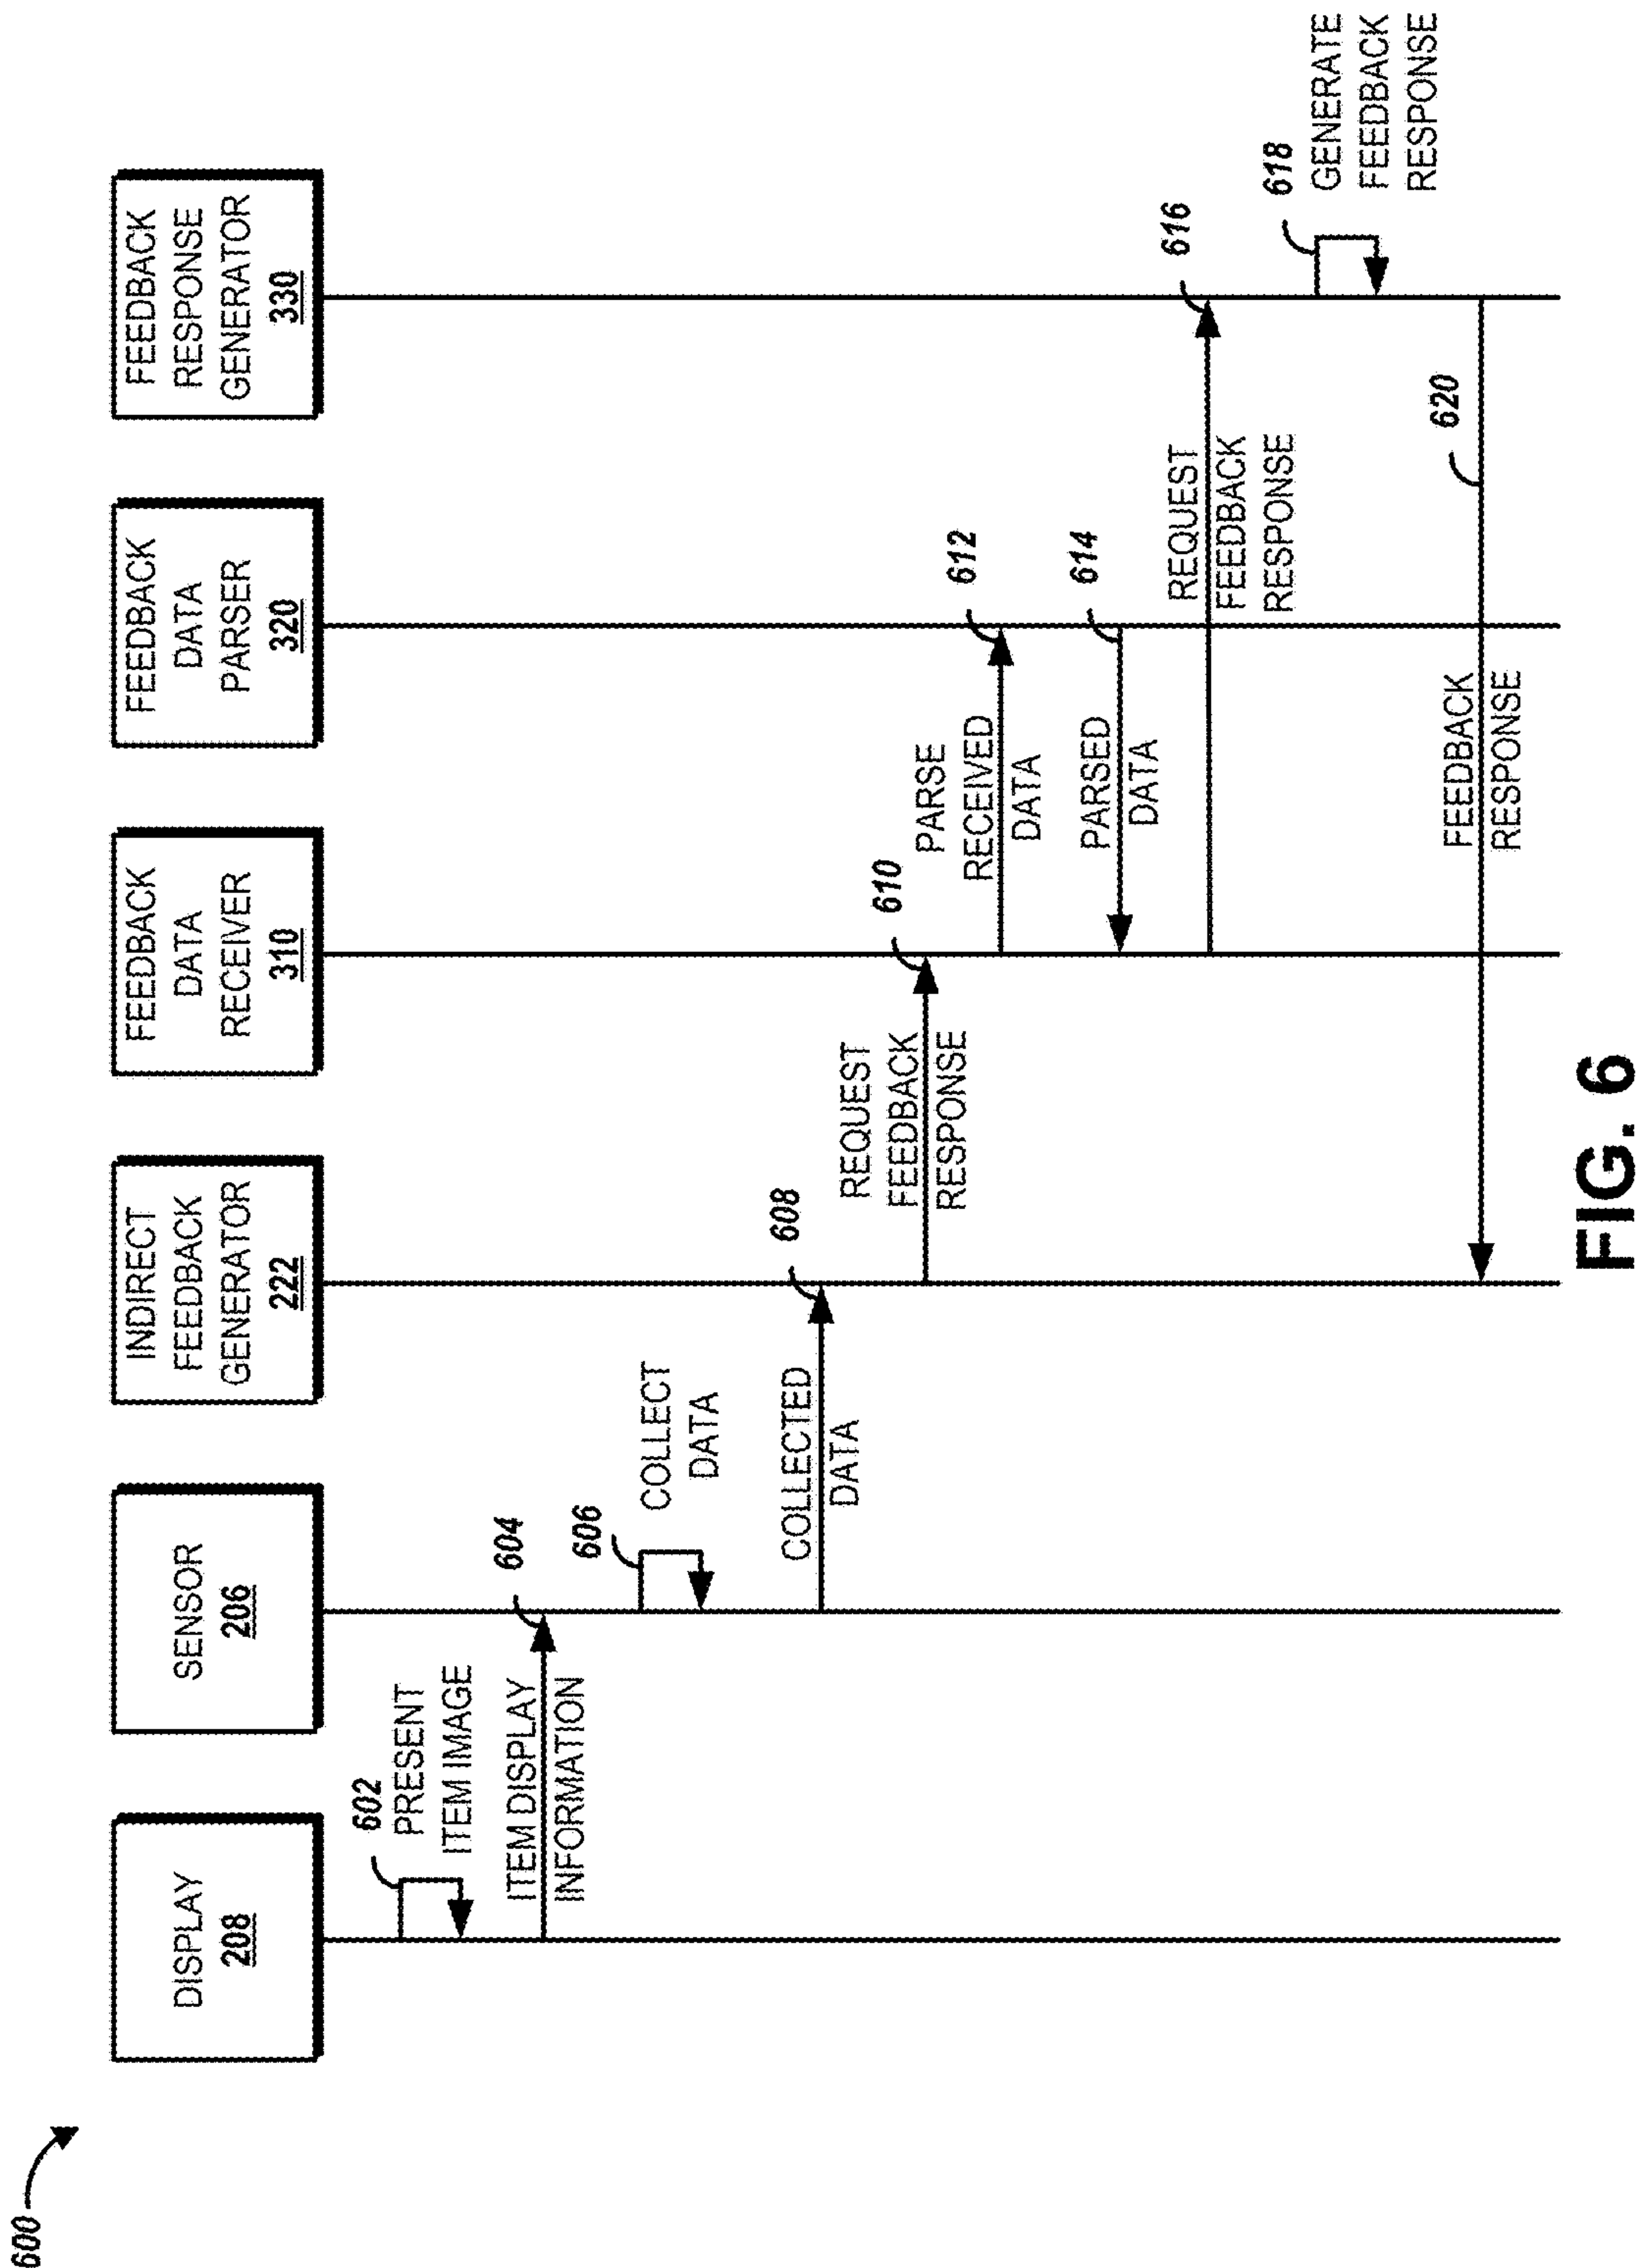 600
DISPLAY
208
SENSOR
206
INDIRECT
FEEDBACK
GENERATOR
222
FEEDBACK
DATA
RECEIVER
310
FEEDBACK
DATA
PARSER
320
FEEDBACK
RESPONSE
GENERATOR
330
602
PRESENT
ITEM IMAGE
604
ITEM DISPLAY
INFORMATION
606
COLLECT
DATA
608
COLLECTED
DATA
610
REQUEST
FEEDBACK
RESPONSE
612
PARSE
RECEIVED
DATA
614
PARSED
DATA
616
REQUEST
FEEDBACK
RESPONSE
618
GENERATE
FEEDBACK
RESPONSE
620
FEEDBACK
RESPONSE
FIG. 6